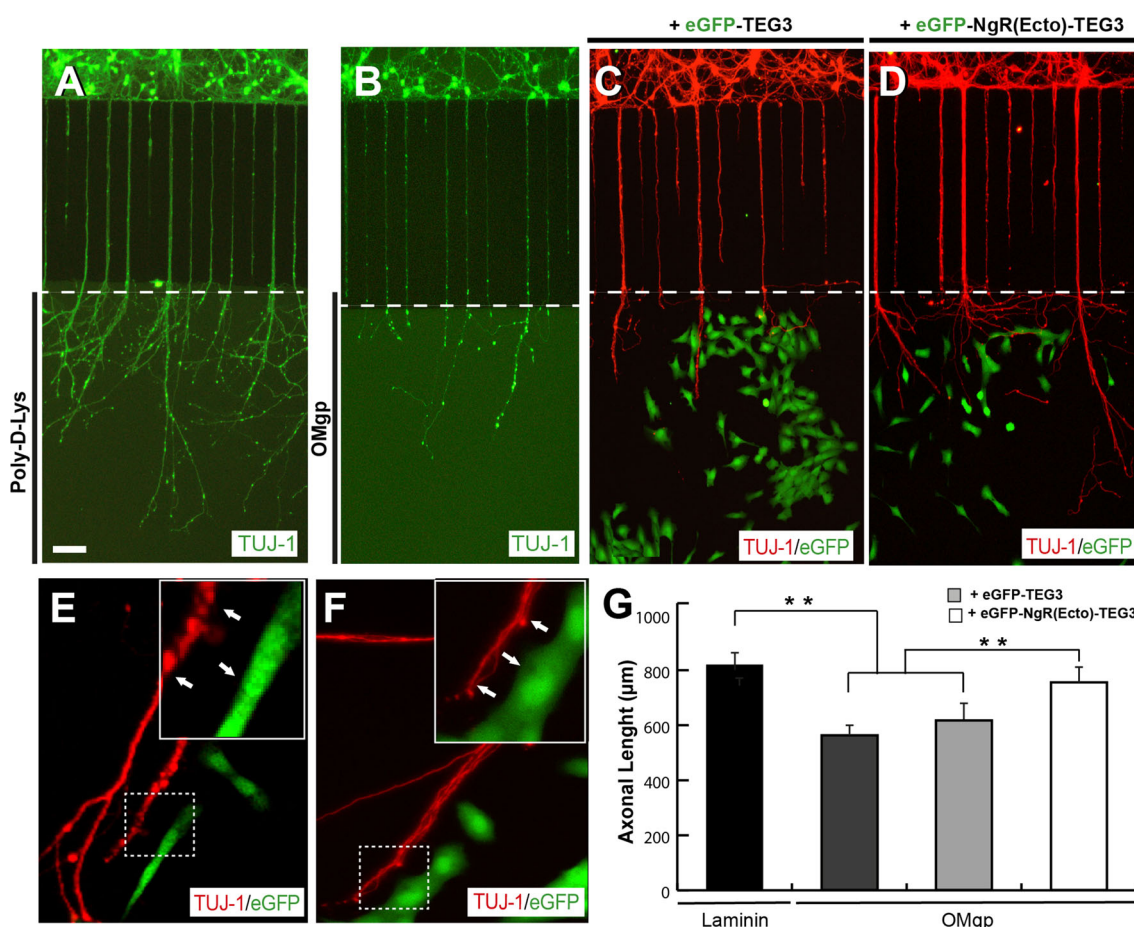 + eGFP-TEG3
+ eGFP-NgR(Ecto)-TEG3
A
B
C
D
Poly-D-Lys
OMgp
TUJ-1
TUJ-1
TUJ-1/eGFP
TUJ-1/eGFP
E
F
TUJ-1/eGFP
TUJ-1/eGFP
G
+ eGFP-TEG3
+ eGFP-NgR(Ecto)-TEG3
Axonal Lenght (µm)
1000
800
600
400
200
0
* *
* *
Laminin
OMgp